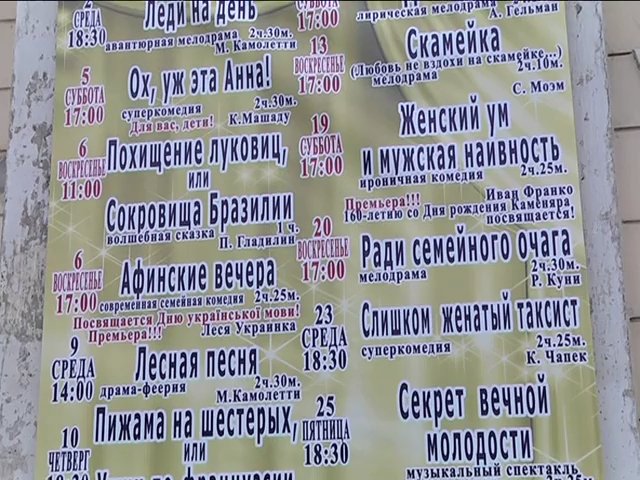 СРЕДА
18:30
Леди на день
авантюрная мелодрама 2ч.30м.
М. Камолетти
5
СУББОТА
17:00
Ох, уж эта Анна!
суперкомедия 2ч.30м.
Для вас, дети! К.Машаду
6
ВОСКРЕСЕНЬЕ
11:00
Похищение луковиц,
или
Сокровища Бразилии
волшебная сказка 1 ч.
П. Гладилин
6
ВОСКРЕСЕНЬЕ
17:00
Афинские вечера
современная семейная комедия 2ч.25м.
Посвящается Дню української мови!
Премьера!!! Леся Украинка
9
СРЕДА
14:00
Лесная песня
драма-феерия 2ч.30м.
М.Камолетти
10
ЧЕТВЕРГ
Пижама на шестерых,
или
СУББОТА
17:00
лирическая мелодрама
А. Гельман
13
ВОСКРЕСЕНЬЕ
17:00
Скамейка
(Любовь не вздохи на скамейке...)
мелодрама 2ч.10м.
С. Моэм
19
СУББОТА
17:00
Женский ум
и мужская наивность
ироничная комедия 2ч.25м.
Премьера!!! Иван Франко
160-летию со Дня рождения Каменяра
посвящается!
20
ВОСКРЕСЕНЬЕ
17:00
Ради семейного очага
мелодрама 2ч.30м.
Р. Куни
23
СРЕДА
18:30
Слишком женатый таксист
суперкомедия 2ч.25м.
К. Чапек
25
ПЯТНИЦА
18:30
Секрет вечной
молодости
музыкальный спектакль